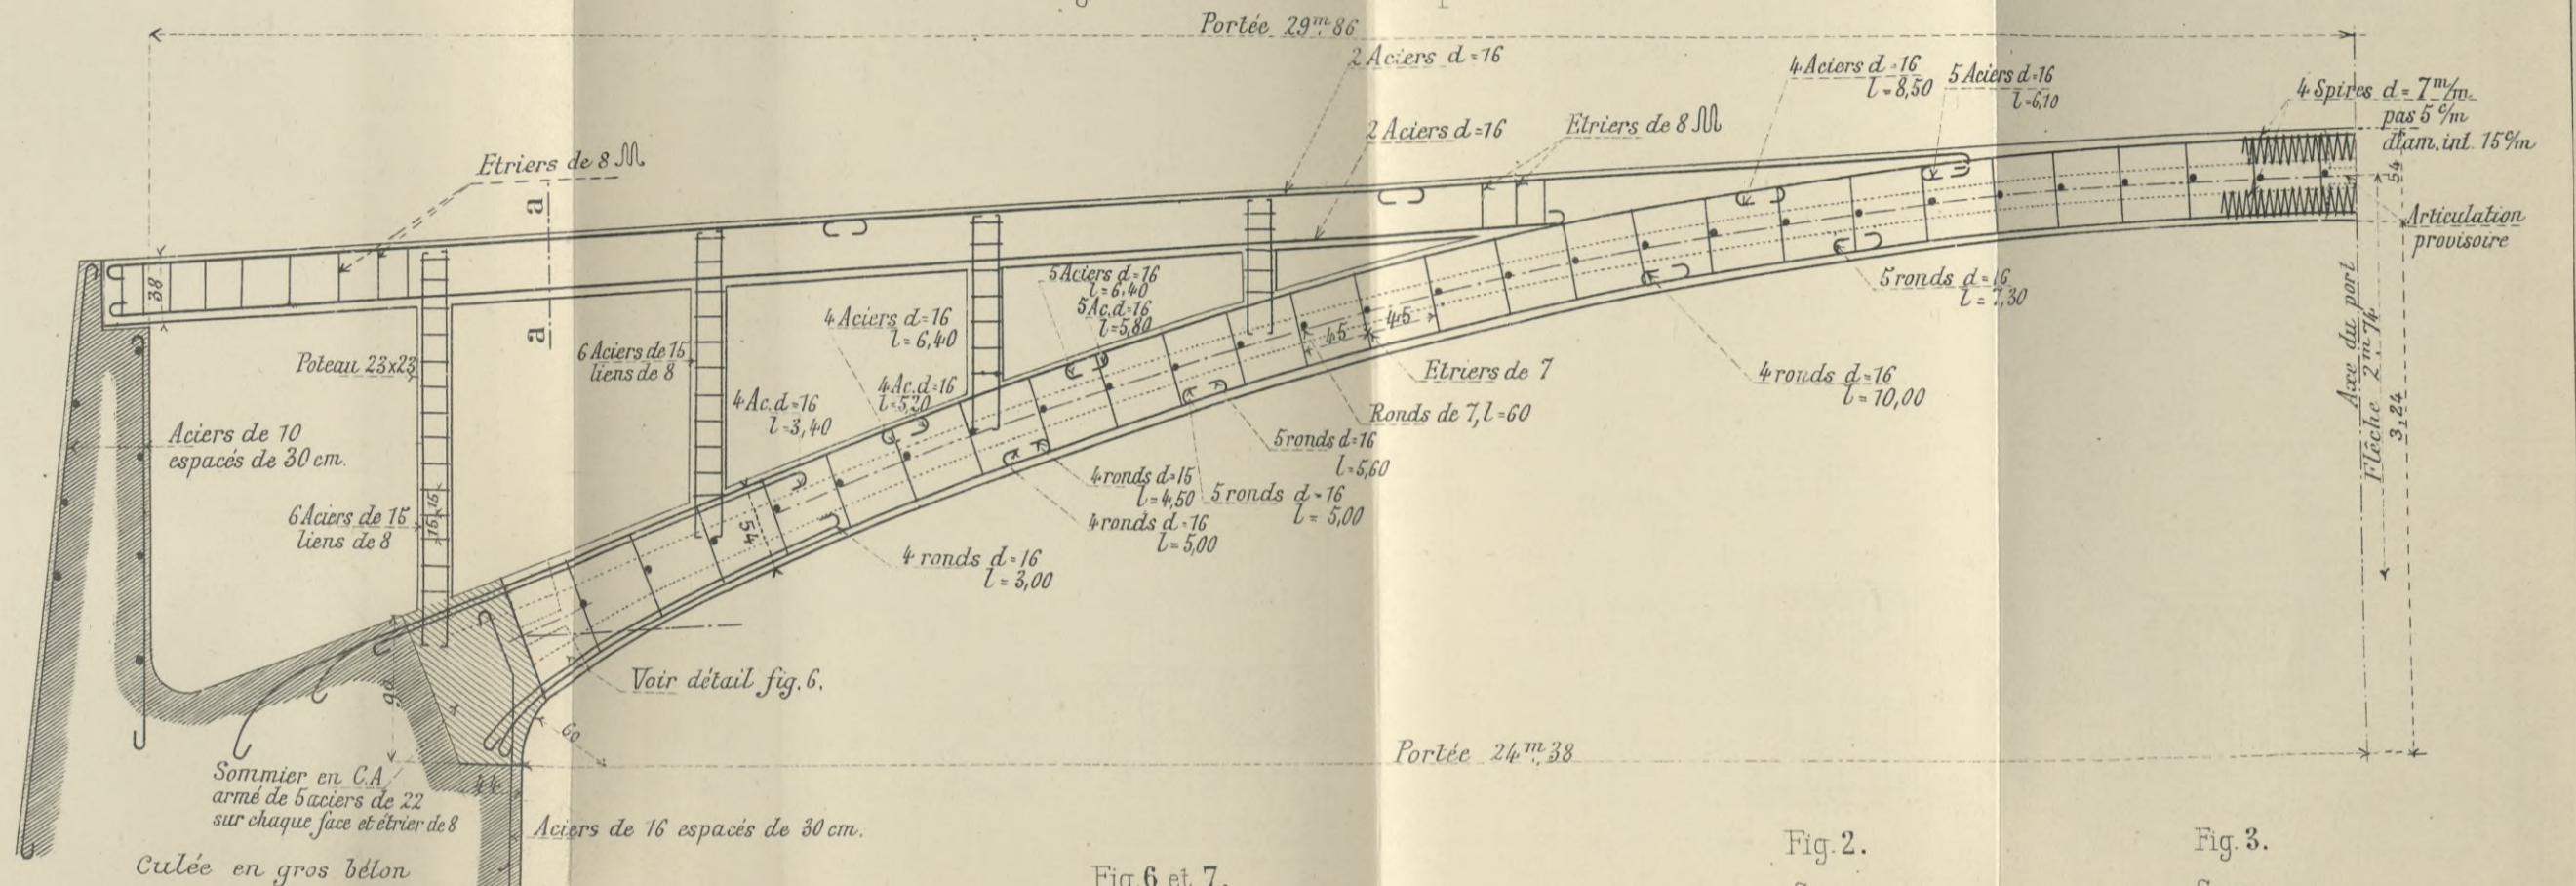 Portée 29m.86
2 Aciers d=16
4 Aciers d=16
l=8,50
5 Aciers d=16
l=6,10
4 Spires d=7m/m
pas 5 c/m
diam. int. 15c/m
2 Aciers d=16
Etriers de 8
Etriers de 8
a
a
54
Articulation
provisoire
38
5 Aciers d=16
l=6,40
5 Ac.d=16
l=5,80
5 ronds d=16
l=7,30
4 Aciers d=16
l=6,40
45
45
Axe du port
Flèche 2m74
3,24
Poteau 23x23
6 Aciers de 15
liens de 8
4 Ac.d=16
l=5,20
Etriers de 7
4 ronds d=16
l=10,00
4 Ac.d=16
l=3,40
Ronds de 7, l=60
Aciers de 10
espacés de 30 cm.
5 ronds d=16
l=5,60
4 ronds d=15
l=4,50
5 ronds d=16
l=5,00
6 Aciers de 15
liens de 8
15
15
54
4 ronds d=16
l=5,00
4 ronds d=16
l=3,00
Voir détail fig. 6.
90
60
Portée 24m.38
Sommier en C.A
armé de 5 aciers de 22
sur chaque face et étrier de 8
44
Aciers de 16 espacés de 30 cm.
Culée en gros béton
Fig. 2.
Fig. 3.
Fig. 6 et 7.